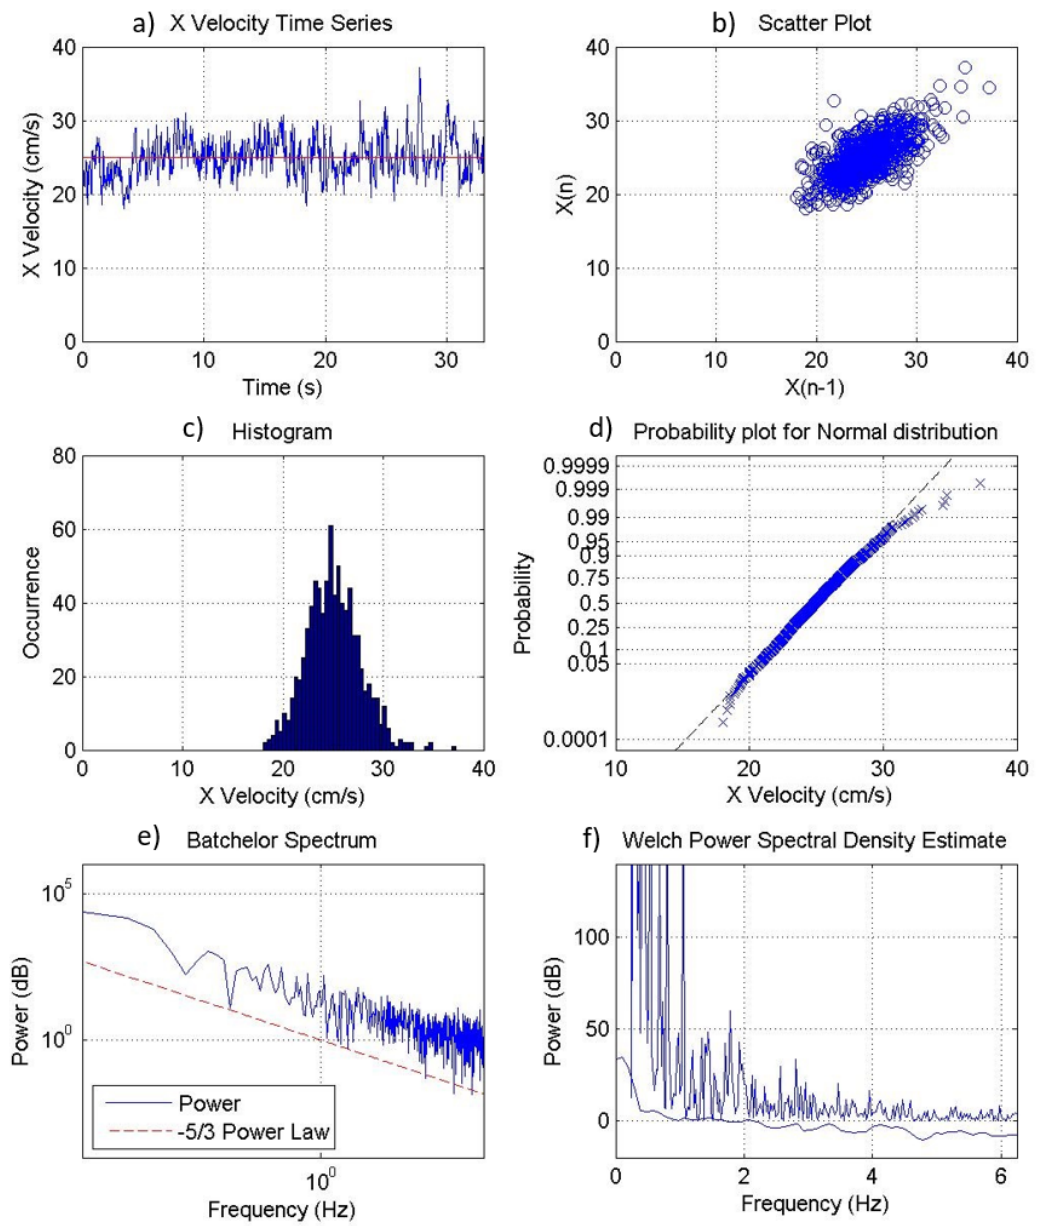 a) X Velocity Time Series
40
30
20
10
0
X Velocity (cm/s)
0 10 20 30
Time (s)
b) Scatter Plot
40
30
20
10
0
X(n)
0 10 20 30 40
X(n-1)
c) Histogram
80
60
40
20
0
Occurrence
0 10 20 30 40
X Velocity (cm/s)
d) Probability plot for Normal distribution
0.9999
0.999
0.99
0.95
0.9
0.75
0.5
0.25
0.1
0.05
0.0001
Probability
10 20 30 40
X Velocity (cm/s)
e) Batchelor Spectrum
10^5
10^0
Power (dB)
Power
-5/3 Power Law
10^0
Frequency (Hz)
f) Welch Power Spectral Density Estimate
100
50
0
Power (dB)
0 2 4 6
Frequency (Hz)